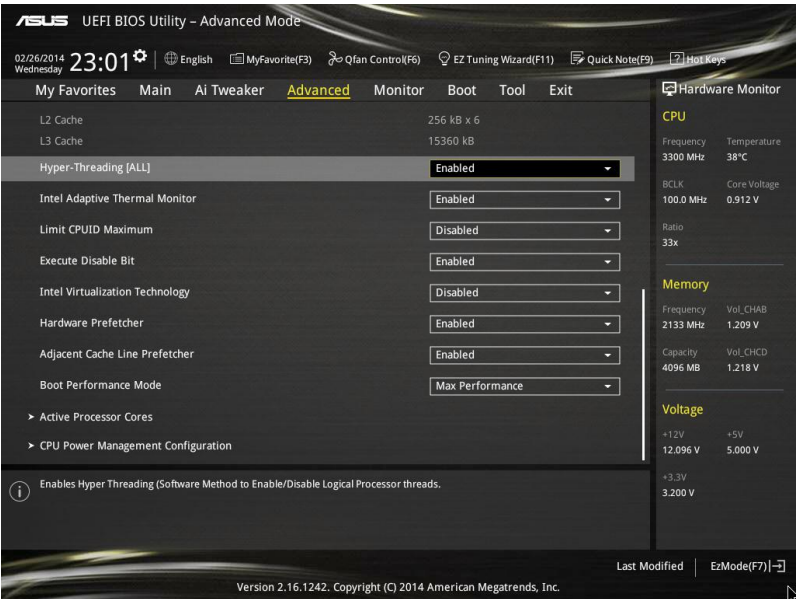 ASUS UEFI BIOS Utility – Advanced Mode
02/26/2014
Wednesday
23:01
English
MyFavorite(F3)
Qfan Control(F6)
EZ Tuning Wizard(F11)
Quick Note(F9)
? Hot Keys
My Favorites Main Ai Tweaker Advanced Monitor Boot Tool Exit
L2 Cache 256 kB x 6
L3 Cache 15360 kB
Hyper-Threading [ALL] Enabled
Intel Adaptive Thermal Monitor Enabled
Limit CPUID Maximum Disabled
Execute Disable Bit Enabled
Intel Virtualization Technology Disabled
Hardware Prefetcher Enabled
Adjacent Cache Line Prefetcher Enabled
Boot Performance Mode Max Performance
Active Processor Cores
CPU Power Management Configuration
Enables Hyper Threading (Software Method to Enable/Disable Logical Processor threads.
Hardware Monitor
CPU
Frequency Temperature
3300 MHz 38°C
BCLK Core Voltage
100.0 MHz 0.912 V
Ratio
33x
Memory
Frequency Vol_CHAB
2133 MHz 1.209 V
Capacity Vol_CHCD
4096 MB 1.218 V
Voltage
+12V +5V
12.096 V 5.000 V
+3.3V
3.200 V
Last Modified
EzMode(F7)
Version 2.16.1242. Copyright (C) 2014 American Megatrends, Inc.